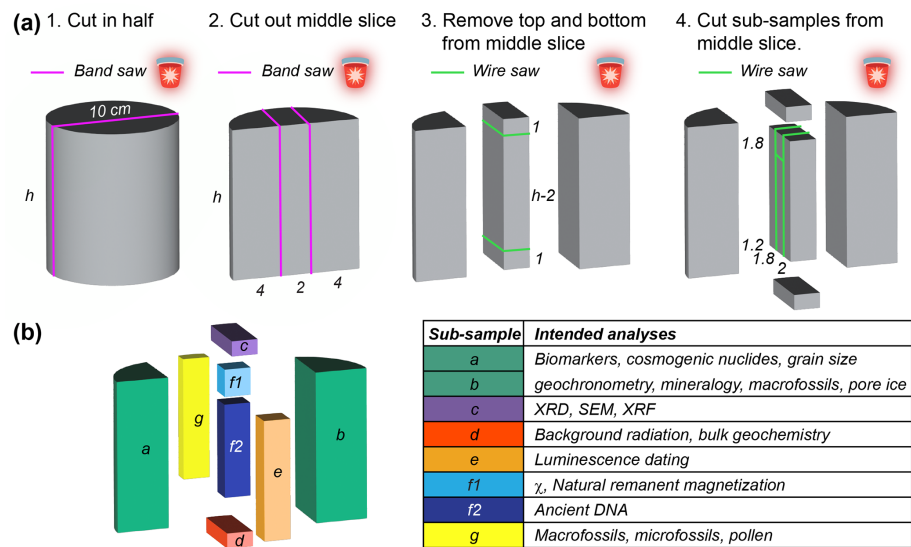 (a)
1. Cut in half
2. Cut out middle slice
3. Remove top and bottom
from middle slice
4. Cut sub-samples from
middle slice.
Band saw
Band saw
Wire saw
Wire saw
10 cm
h
h
4
2
4
1
h-2
1
1.8
1.2
1.8
2
(b)
a
g
c
f1
f2
d
e
b
Sub-sample Intended analyses
a Biomarkers, cosmogenic nuclides, grain size
b geochronometry, mineralogy, macrofossils, pore ice
c XRD, SEM, XRF
d Background radiation, bulk geochemistry
e Luminescence dating
f1 χ, Natural remanent magnetization
f2 Ancient DNA
g Macrofossils, microfossils, pollen